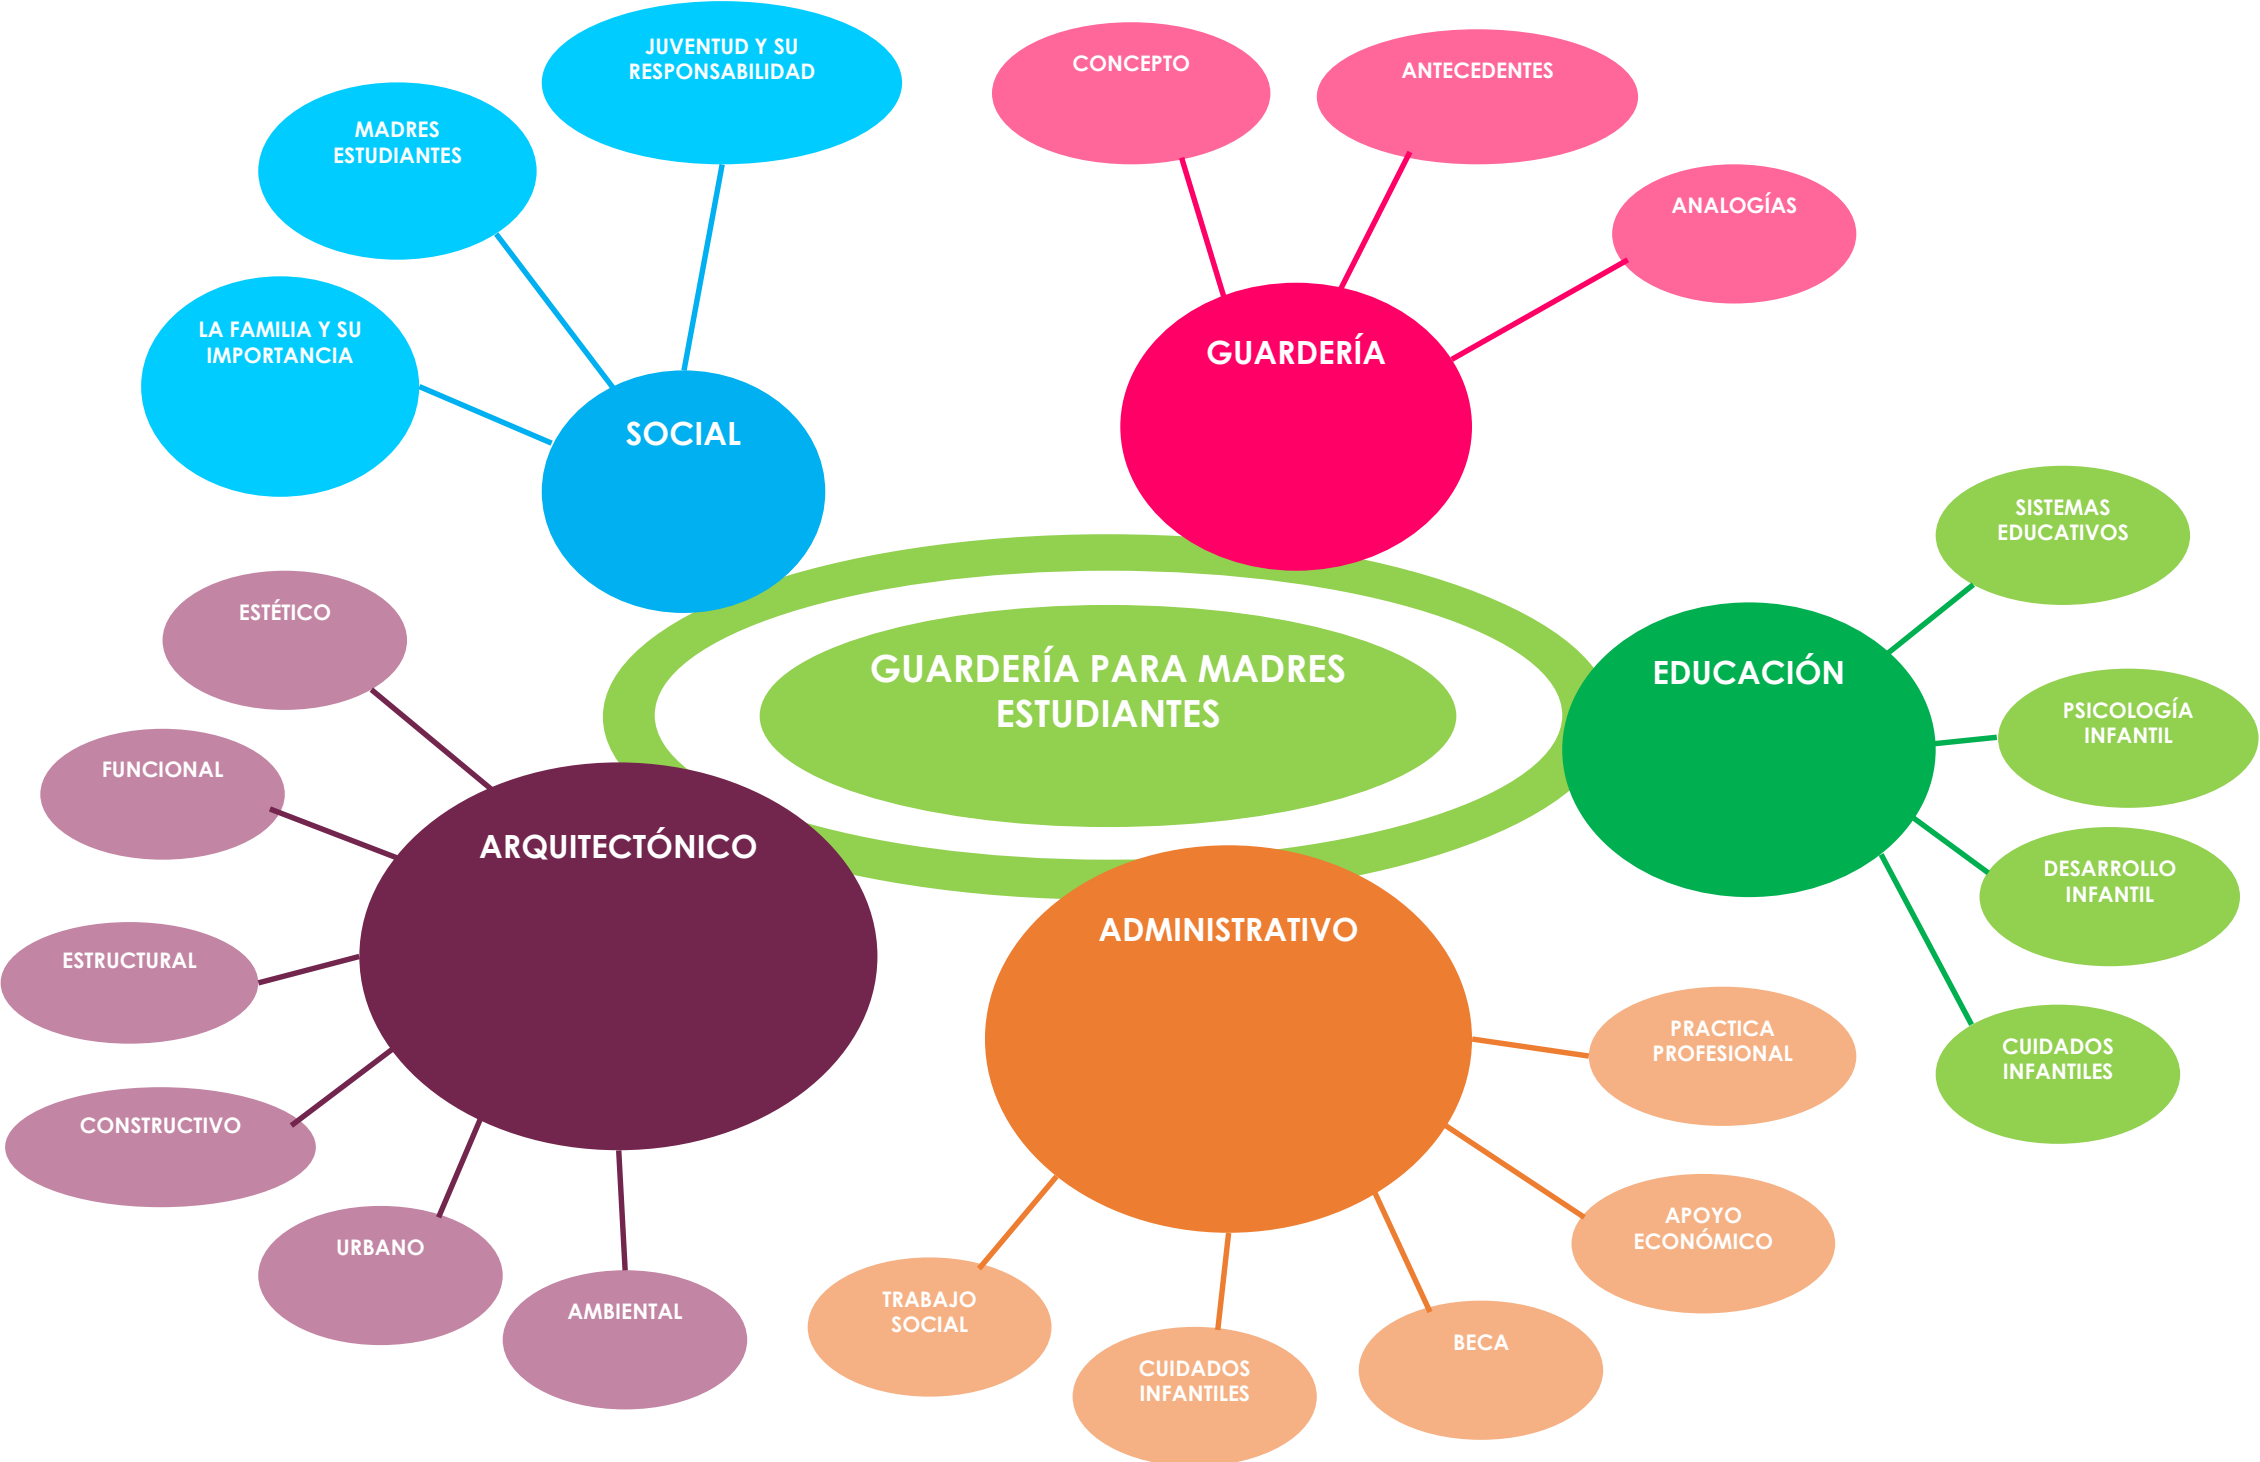 JUVENTUD Y SU
RESPONSABILIDAD
MADRES
ESTUDIANTES
LA FAMILIA Y SU
IMPORTANCIA
SOCIAL
CONCEPTO
ANTECEDENTES
ANALOGÍAS
GUARDERÍA
SISTEMAS
EDUCATIVOS
PSICOLOGÍA
INFANTIL
DESARROLLO
INFANTIL
CUIDADOS
INFANTILES
EDUCACIÓN
GUARDERÍA PARA MADRES
ESTUDIANTES
ESTÉTICO
FUNCIONAL
ESTRUCTURAL
CONSTRUCTIVO
URBANO
AMBIENTAL
ARQUITECTÓNICO
ADMINISTRATIVO
PRACTICA
PROFESIONAL
APOYO
ECONÓMICO
BECA
CUIDADOS
INFANTILES
TRABAJO
SOCIAL